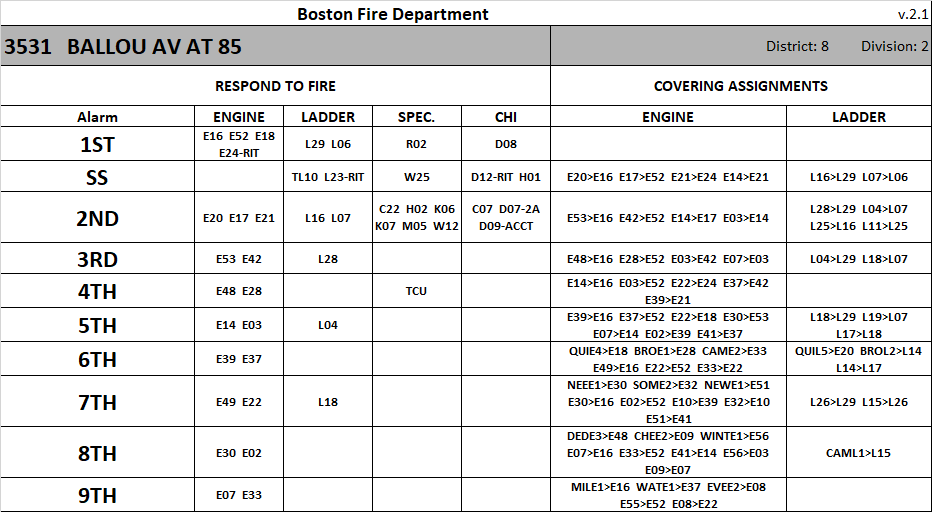 Boston Fire Department v.2.1
3531 BALLOU AV AT 85 District: 8 Division: 2
RESPOND TO FIRE COVERING ASSIGNMENTS
Alarm ENGINE LADDER SPEC. CHI ENGINE LADDER
1ST
E16 E52 E18
E24-RIT
L29 L06
R02
D08
SS
TL10 L23-RIT
W25
D12-RIT H01
E20>E16 E17>E52 E21>E24 E14>E21
L16>L29 L07>L06
2ND
E20 E17 E21
L16 L07
C22 H02 K06
K07 M05 W12
C07 D07-2A
D09-ACCT
E53>E16 E42>E52 E14>E17 E03>E14
L28>L29 L04>L07
L25>L16 L11>L25
3RD
E53 E42
L28
E48>E16 E28>E52 E03>E42 E07>E03
L04>L29 L18>L07
4TH
E48 E28
TCU
E14>E16 E03>E52 E22>E24 E37>E42
E39>E21
5TH
E14 E03
L04
E39>E16 E37>E52 E22>E18 E30>E53
E07>E14 E02>E39 E41>E37
L18>L29 L19>L07
L17>L18
6TH
E39 E37
QUIE4>E18 BROE1>E28 CAME2>E33
E49>E16 E22>E52 E33>E22
QUIL5>E20 BROL2>L14
L14>L17
7TH
E49 E22
L18
NEEE1>E30 SOME2>E32 NEWE1>E51
E30>E16 E02>E52 E10>E39 E32>E10
E51>E41
L26>L29 L15>L26
8TH
E30 E02
DEDE3>E48 CHEE2>E09 WINTE1>E56
E07>E16 E33>E52 E41>E14 E56>E03
E09>E07
CAML1>L15
9TH
E07 E33
MILE1>E16 WATE1>E37 EVEE2>E08
E55>E52 E08>E22